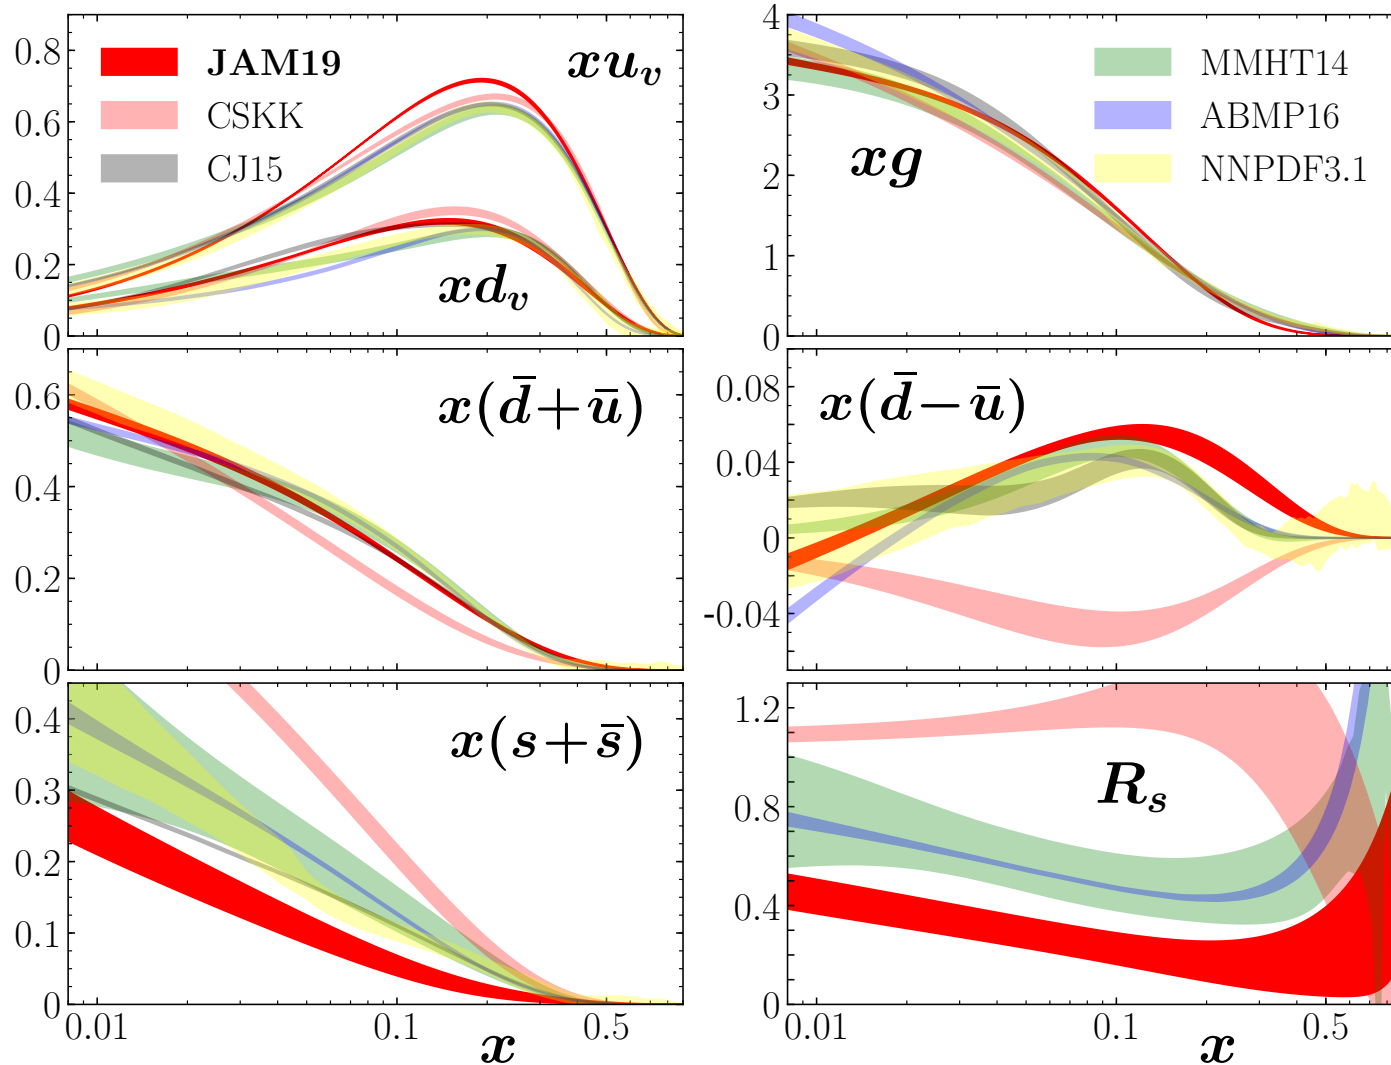 0.8
0.6
0.4
0.2
0
JAM19
CSKK
CJ15
xu_v
xd_v
4
3
2
1
0
MMHT14
ABMP16
NNPDF3.1
xg
0.6
0.4
0.2
0
x(d̄+ū)
0.08
0.04
0
-0.04
x(d̄−ū)
0.4
0.3
0.2
0.1
0
x(s+s̄)
0.01 0.1 0.5
x
1.2
0.8
0.4
0
R_s
0.01 0.1 0.5
x